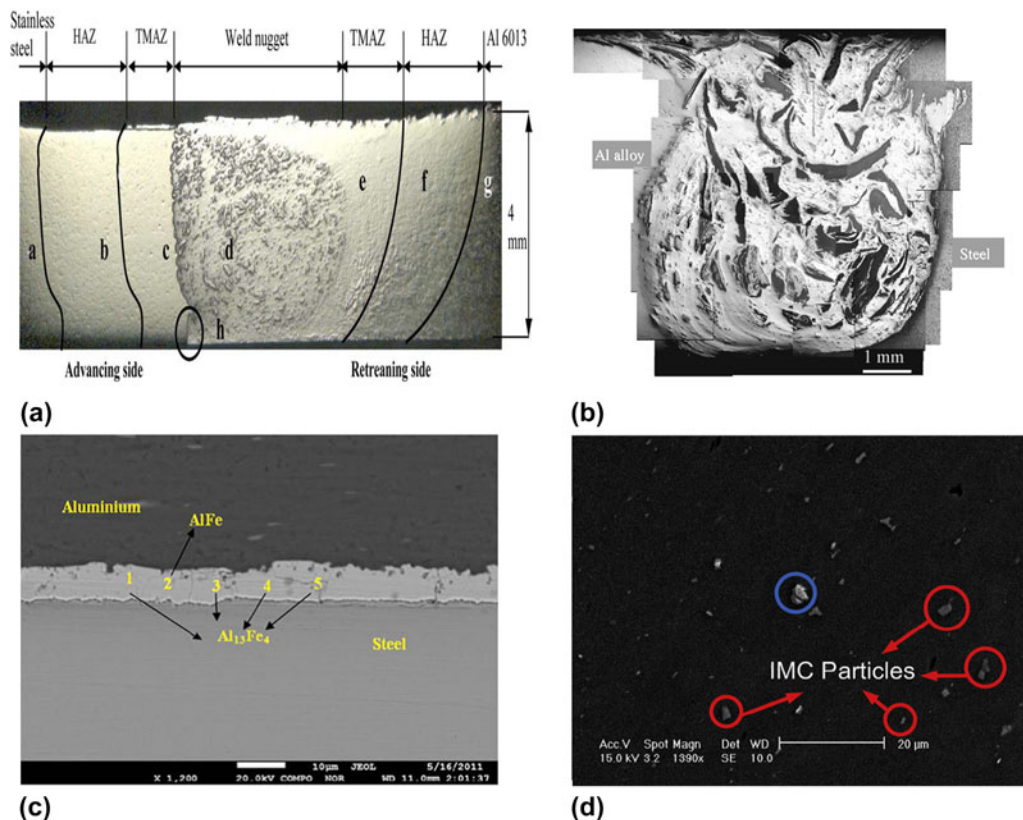 Stainless
steel
HAZ
TMAZ
Weld nugget
TMAZ
HAZ
Al 6013
a
b
c
d
e
f
g
h
4
mm
Advancing side
Retreaning side
(a)
Al alloy
Steel
1 mm
(b)
Aluminium
AlFe
1
2
3
4
5
Al13Fe4
Steel
10μm JEOL 5/16/2011
X 1,200 20.0kV COMPO NOR WD 11.0mm 2:01:37
(c)
IMC Particles
Acc.V Spot Magn Det WD 20 μm
15.0 kV 3.2 1390x SE 10.0
(d)